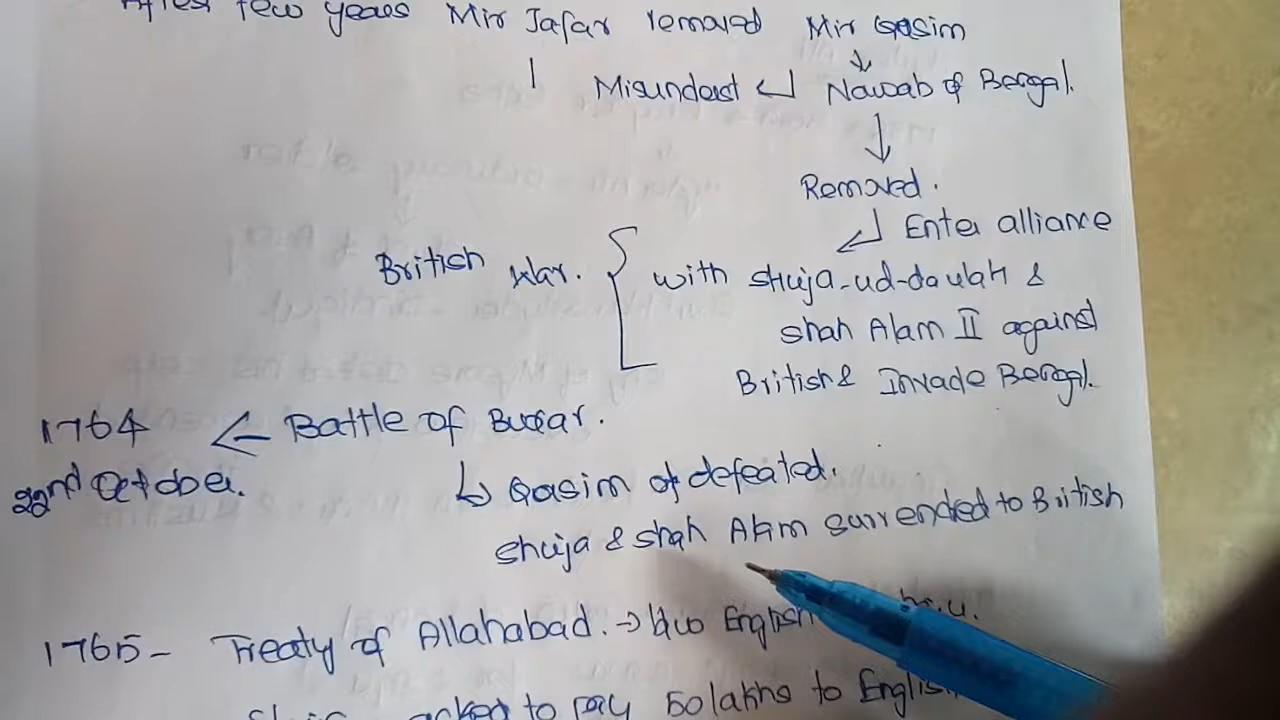 After few years Mir Jafar removed Mir Qasim
Misundest Nawab of Bengal.
Removed.
Enter alliance
British War. with Shuja-ud-daulah &
shah Alam II against
British & Invade Bengal.
1764 Battle of Buxar.
22nd October. Qasim of defeated.
Shuja & shah Alam surrended to British
1765- Treaty of Allahabad. → b/w English
asked to pay 50 lakhs to English